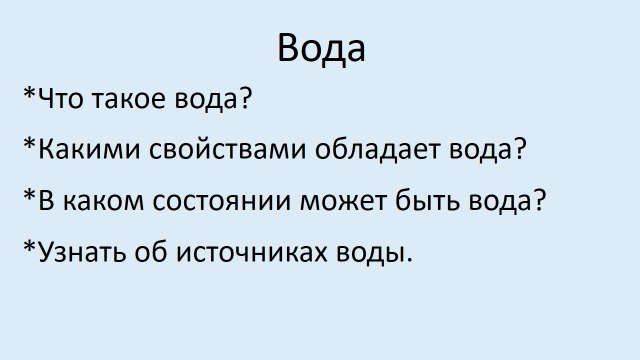 Вода
*Что такое вода?
*Какими свойствами обладает вода?
*В каком состоянии может быть вода?
*Узнать об источниках воды.